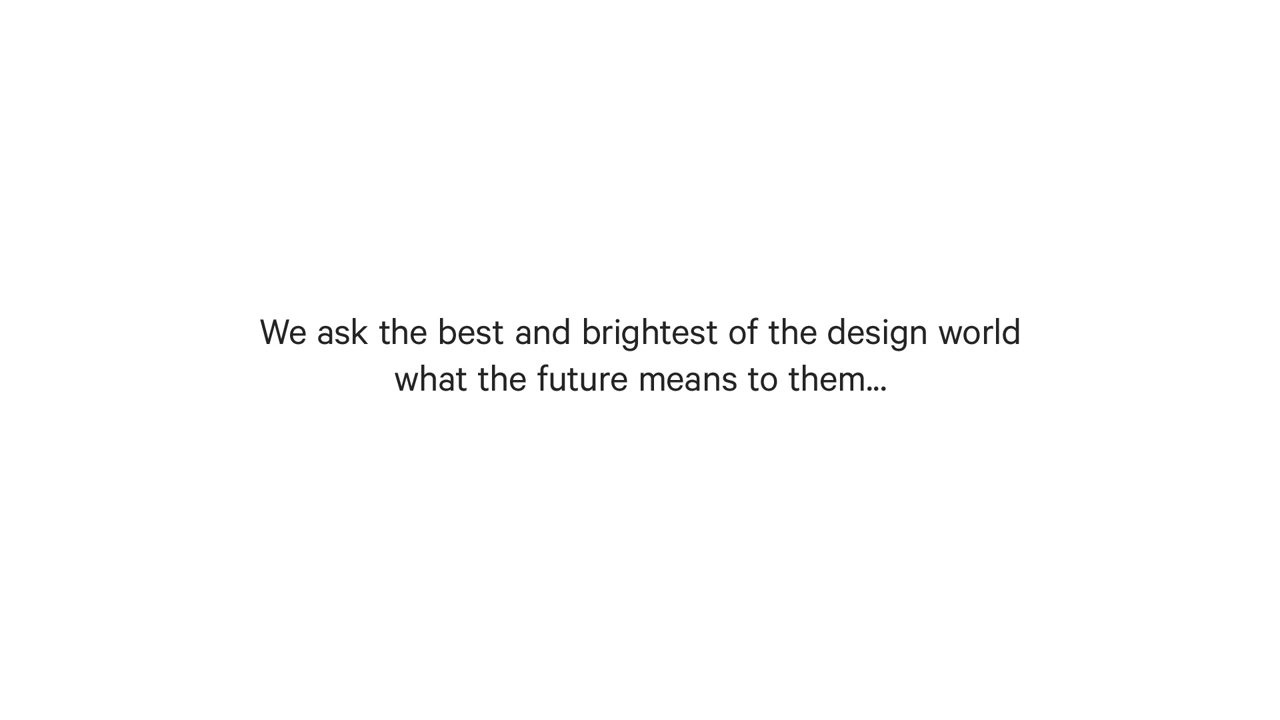 We ask the best and brightest of the design world
what the future means to them...